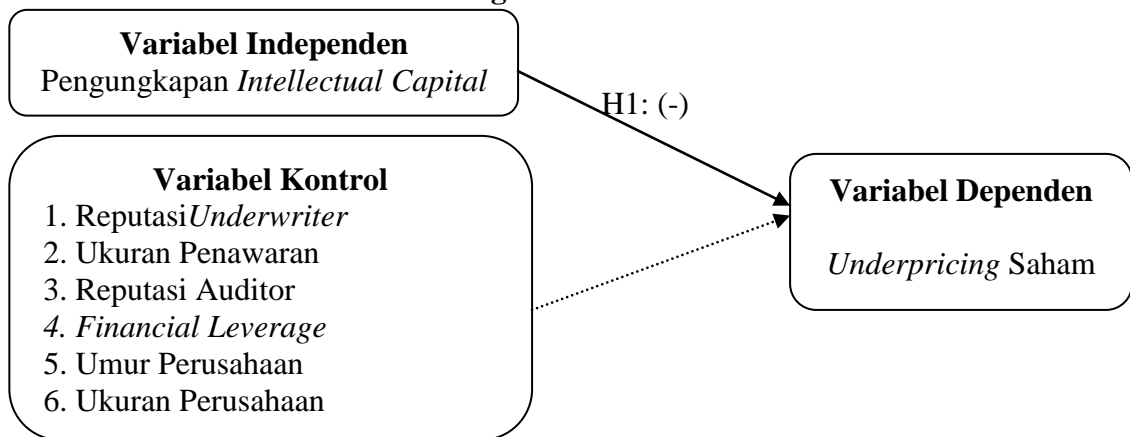 Variabel Independen
Pengungkapan Intellectual Capital
H1: (-)
Variabel Kontrol
1. ReputasiUnderwriter
2. Ukuran Penawaran
3. Reputasi Auditor
4. Financial Leverage
5. Umur Perusahaan
6. Ukuran Perusahaan
Variabel Dependen
Underpricing Saham